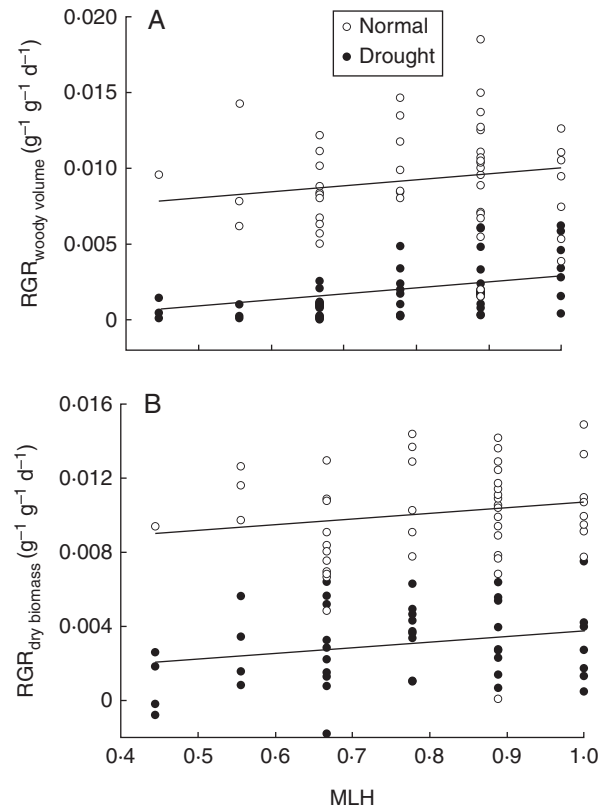 A
Normal
Drought
0·020
0·015
0·010
0·005
0
RGRwoody volume (g⁻¹ g⁻¹ d⁻¹)
B
0·016
0·012
0·008
0·004
0
RGRdry biomass (g⁻¹ g⁻¹ d⁻¹)
0·4 0·5 0·6 0·7 0·8 0·9 1·0
MLH